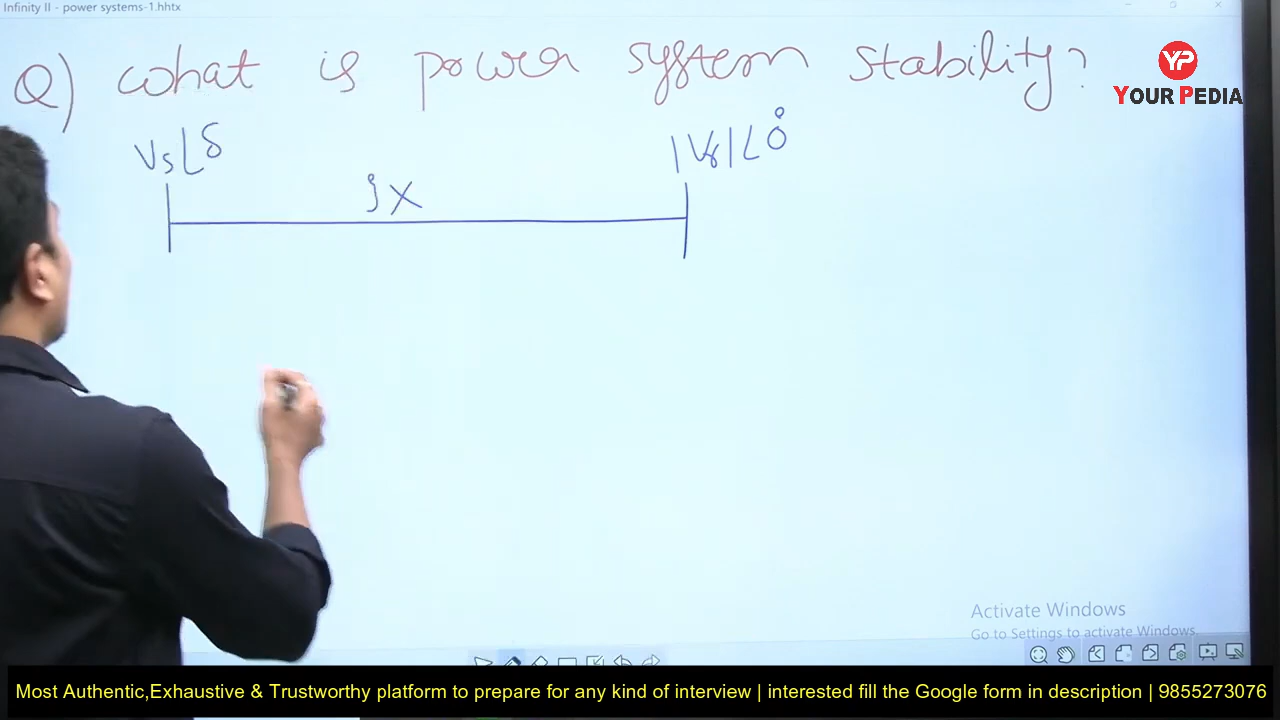 Infinity II - power systems-1.hhtx
Q) What is power system stability?
YP
YOUR PEDIA
Vs∠δ
|Vr|∠0°
jX
Activate Windows
Go to Settings to activate Windows.
Most Authentic,Exhaustive & Trustworthy platform to prepare for any kind of interview | interested fill the Google form in description | 9855273076